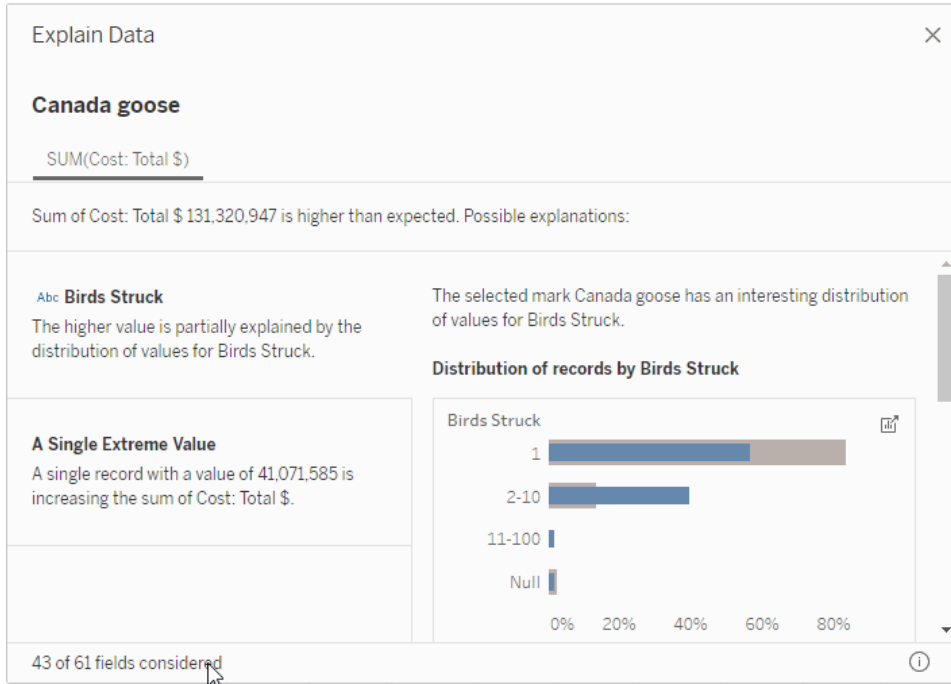 Explain Data
Canada goose
SUM(Cost: Total $)
Sum of Cost: Total $ 131,320,947 is higher than expected. Possible explanations:
Abc Birds Struck
The higher value is partially explained by the
distribution of values for Birds Struck.
A Single Extreme Value
A single record with a value of 41,071,585 is
increasing the sum of Cost: Total $.
The selected mark Canada goose has an interesting distribution
of values for Birds Struck.
Distribution of records by Birds Struck
Birds Struck
1
2-10
11-100
Null
0% 20% 40% 60% 80%
43 of 61 fields considered